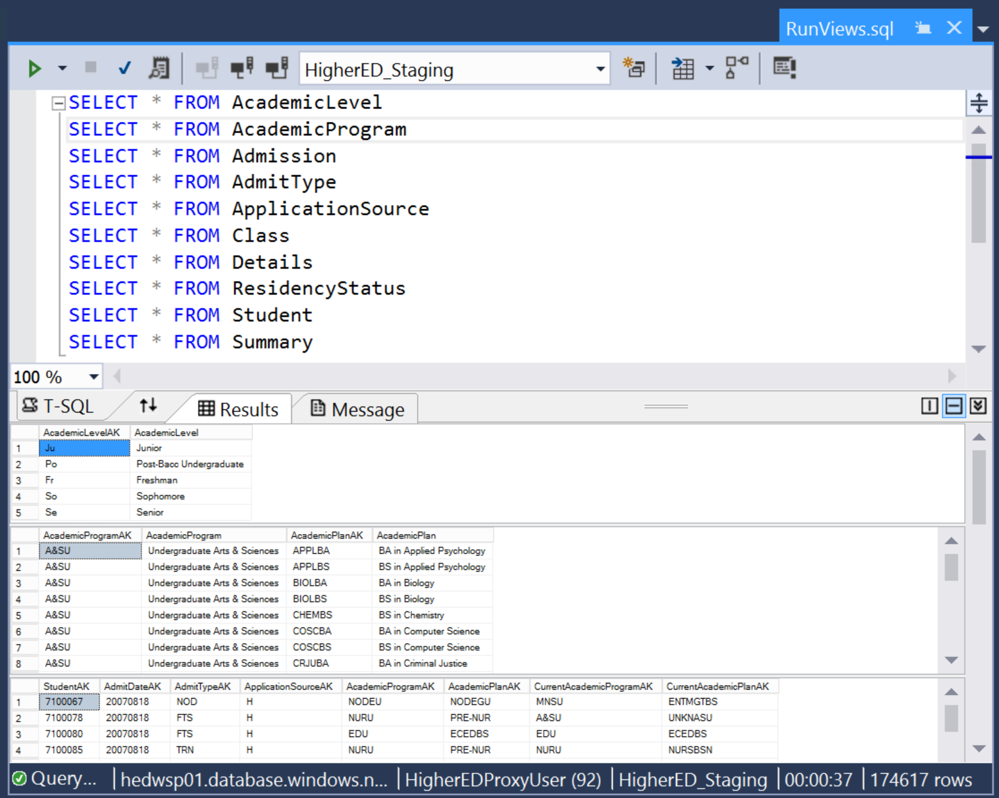 RunViews.sql
HigherED_Staging
SELECT * FROM AcademicLevel
SELECT * FROM AcademicProgram
SELECT * FROM Admission
SELECT * FROM AdmitType
SELECT * FROM ApplicationSource
SELECT * FROM Class
SELECT * FROM Details
SELECT * FROM ResidencyStatus
SELECT * FROM Student
SELECT * FROM Summary
100 %
T-SQL Results Message
AcademicLevelAK AcademicLevel
1 Ju Junior
2 Po Post-Bacc Undergraduate
3 Fr Freshman
4 So Sophomore
5 Se Senior
AcademicProgramAK AcademicProgram AcademicPlanAK AcademicPlan
1 A&SU Undergraduate Arts & Sciences APPLBA BA in Applied Psychology
2 A&SU Undergraduate Arts & Sciences APPLBS BS in Applied Psychology
3 A&SU Undergraduate Arts & Sciences BIOLBA BA in Biology
4 A&SU Undergraduate Arts & Sciences BIOLBS BS in Biology
5 A&SU Undergraduate Arts & Sciences CHEMBS BS in Chemistry
6 A&SU Undergraduate Arts & Sciences COSCBA BA in Computer Science
7 A&SU Undergraduate Arts & Sciences COSCBS BS in Computer Science
8 A&SU Undergraduate Arts & Sciences CRJUBA BA in Criminal Justice
StudentAK AdmitDateAK AdmitTypeAK ApplicationSourceAK AcademicProgramAK AcademicPlanAK CurrentAcademicProgramAK CurrentAcademicPlanAK
1 7100067 20070818 NOD H NODEU NODEGU MNSU ENTMGTBS
2 7100078 20070818 FTS H NURU PRE-NUR A&SU UNKNASU
3 7100080 20070818 FTS H EDU ECEDBS EDU ECEDBS
4 7100085 20070818 TRN H NURU PRE-NUR NURU NURSBSN
Query... hedwsp01.database.windows.n... HigherEDProxyUser (92) HigherED_Staging 00:00:37 174617 rows